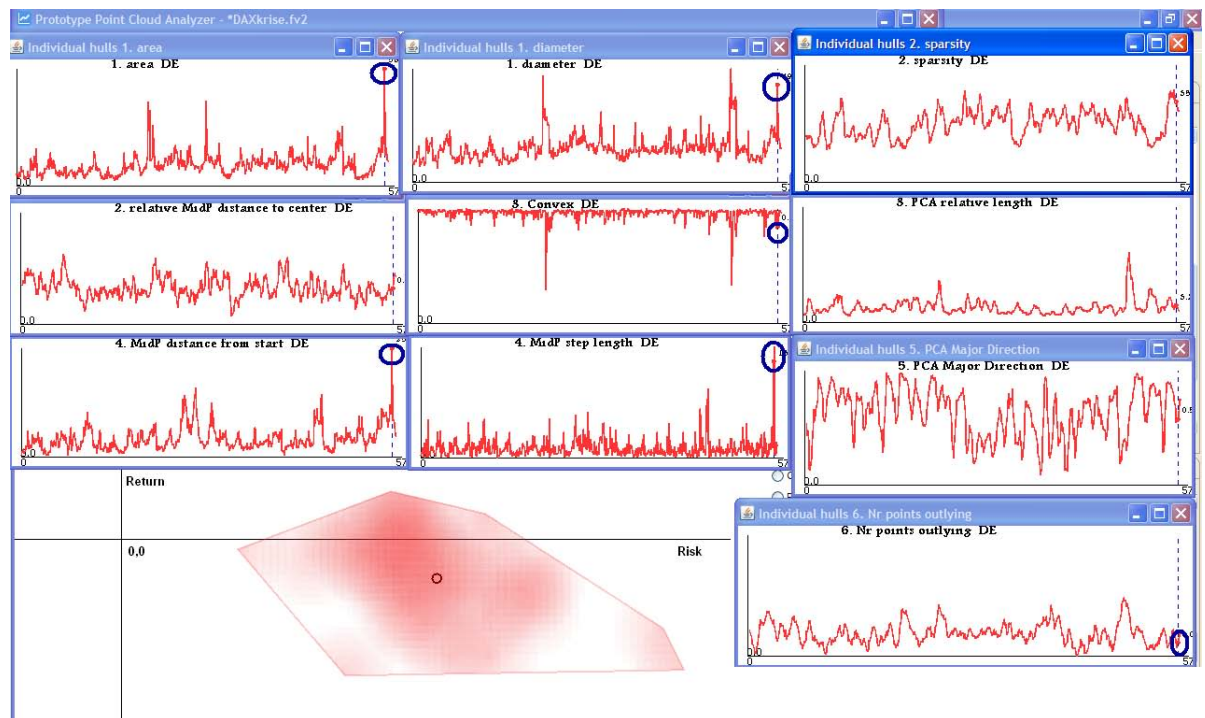 Prototype Point Cloud Analyzer - *DAXkrise.fv2
Individual hulls 1. area
1. area DE
0.0
0
57
Individual hulls 1. diameter
1. diameter DE
0.0
0
57
Individual hulls 2. sparsity
2. sparsity DE
0.0
0
57
2. relative MidP distance to center DE
0.0
0
57
8. Convex DE
0.0
0
57
8. PCA relative length DE
0.0
0
57
4. MidP distance from start DE
0.0
0
57
4. MidP step length DE
0.0
0
57
Individual hulls 5. PCA Major Direction
5. PCA Major Direction DE
0.0
0
57
Return
0,0
Risk
Individual hulls 6. Nr points outlying
6. Nr points outlying DE
0.0
0
57